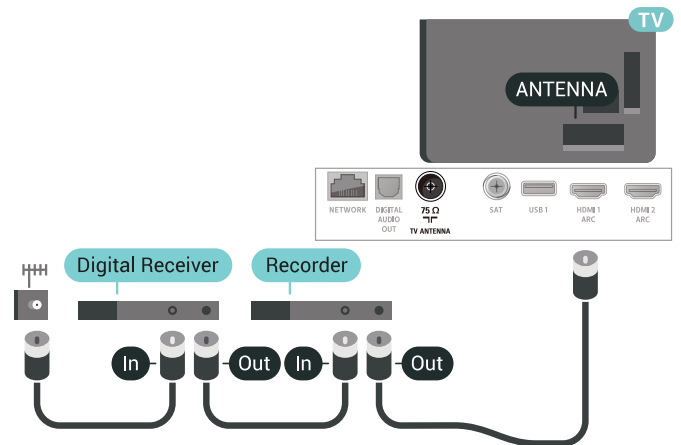 TV
ANTENNA
NETWORK
DIGITAL
AUDIO
OUT
75 Ω
TV ANTENNA
SAT
USB 1
HDMI 1
ARC
HDMI 2
ARC
Digital Receiver
Recorder
In
Out
In
Out